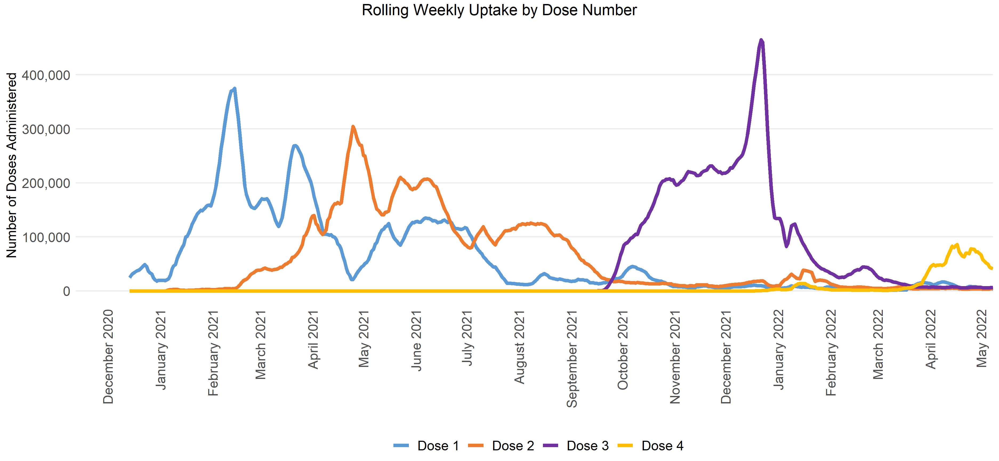 Rolling Weekly Uptake by Dose Number
Number of Doses Administered
400,000
300,000
200,000
100,000
0
December 2020
January 2021
February 2021
March 2021
April 2021
May 2021
June 2021
July 2021
August 2021
September 2021
October 2021
November 2021
December 2021
January 2022
February 2022
March 2022
April 2022
May 2022
Dose 1 Dose 2 Dose 3 Dose 4